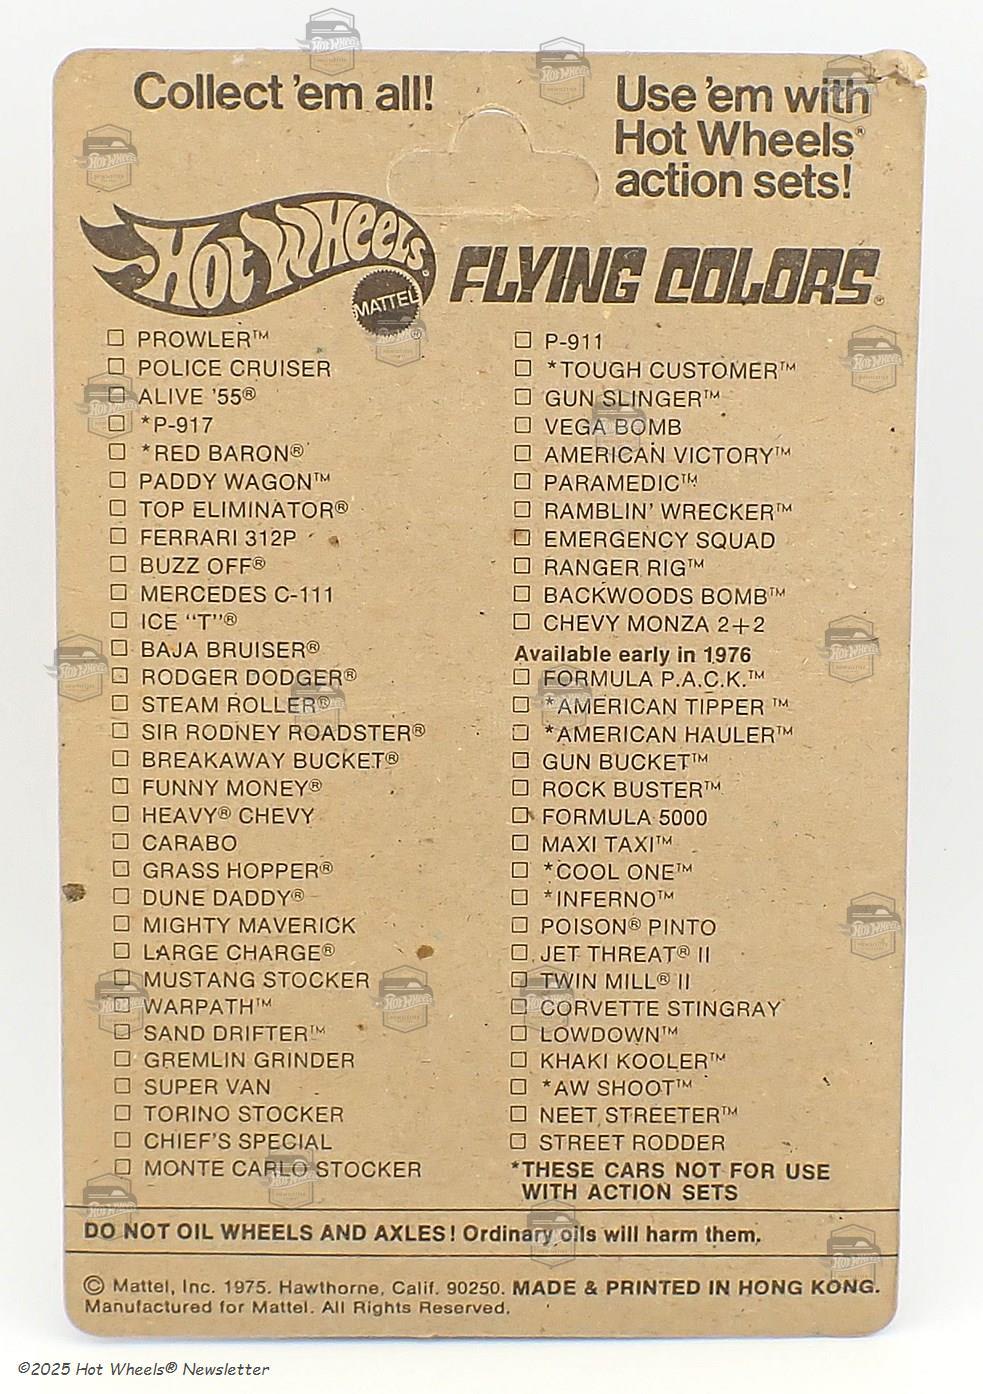 Collect 'em all!
Use 'em with
Hot Wheels®
action sets!
Hot Wheels®
MATTEL®
FLYING COLORS®
☐ PROWLER™
☐ POLICE CRUISER
☐ ALIVE '55®
☐ *P-917
☐ *RED BARON®
☐ PADDY WAGON™
☐ TOP ELIMINATOR®
☐ FERRARI 312P
☐ BUZZ OFF®
☐ MERCEDES C-111
☐ ICE "T"®
☐ BAJA BRUISER®
☐ RODGER DODGER®
☐ STEAM ROLLER®
☐ SIR RODNEY ROADSTER®
☐ BREAKAWAY BUCKET®
☐ FUNNY MONEY®
☐ HEAVY® CHEVY
☐ CARABO
☐ GRASS HOPPER®
☐ DUNE DADDY®
☐ MIGHTY MAVERICK
☐ LARGE CHARGE®
☐ MUSTANG STOCKER
☐ WARPATH™
☐ SAND DRIFTER™
☐ GREMLIN GRINDER
☐ SUPER VAN
☐ TORINO STOCKER
☐ CHIEF'S SPECIAL
☐ MONTE CARLO STOCKER
☐ P-911
☐ *TOUGH CUSTOMER™
☐ GUN SLINGER™
☐ VEGA BOMB
☐ AMERICAN VICTORY™
☐ PARAMEDIC™
☐ RAMBLIN' WRECKER™
☐ EMERGENCY SQUAD
☐ RANGER RIG™
☐ BACKWOODS BOMB™
☐ CHEVY MONZA 2+2
Available early in 1976
☐ FORMULA P.A.C.K.™
☐ *AMERICAN TIPPER ™
☐ *AMERICAN HAULER™
☐ GUN BUCKET™
☐ ROCK BUSTER™
☐ FORMULA 5000
☐ MAXI TAXI™
☐ *COOL ONE™
☐ *INFERNO™
☐ POISON® PINTO
☐ JET THREAT® II
☐ TWIN MILL® II
☐ CORVETTE STINGRAY
☐ LOWDOWN™
☐ KHAKI KOOLER™
☐ *AW SHOOT™
☐ NEET STREETER™
☐ STREET RODDER
*THESE CARS NOT FOR USE
WITH ACTION SETS
DO NOT OIL WHEELS AND AXLES! Ordinary oils will harm them.
© Mattel, Inc. 1975. Hawthorne, Calif. 90250. MADE & PRINTED IN HONG KONG.
Manufactured for Mattel. All Rights Reserved.
©2025 Hot Wheels® Newsletter